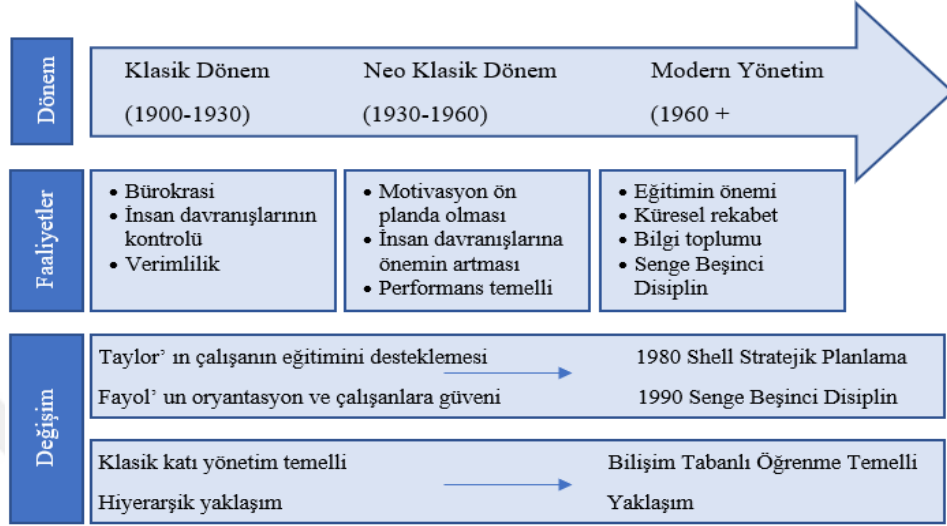 Dönem
Klasik Dönem
(1900-1930)
Neo Klasik Dönem
(1930-1960)
Modern Yönetim
(1960 +
Faaliyetler
• Bürokrasi
• İnsan davranışlarının
kontrolü
• Verimlilik
• Motivasyon ön
planda olması
• İnsan davranışlarına
önemin artması
• Performans temelli
• Eğitimin önemi
• Küresel rekabet
• Bilgi toplumu
• Senge Beşinci
Disiplin
Değişim
Taylor’ ın çalışanın eğitimini desteklemesi
1980 Shell Stratejik Planlama
Fayol’ un oryantasyon ve çalışanlara güveni
1990 Senge Beşinci Disiplin
Klasik katı yönetim temelli
Hiyerarşik yaklaşım
Bilişim Tabanlı Öğrenme Temelli
Yaklaşım